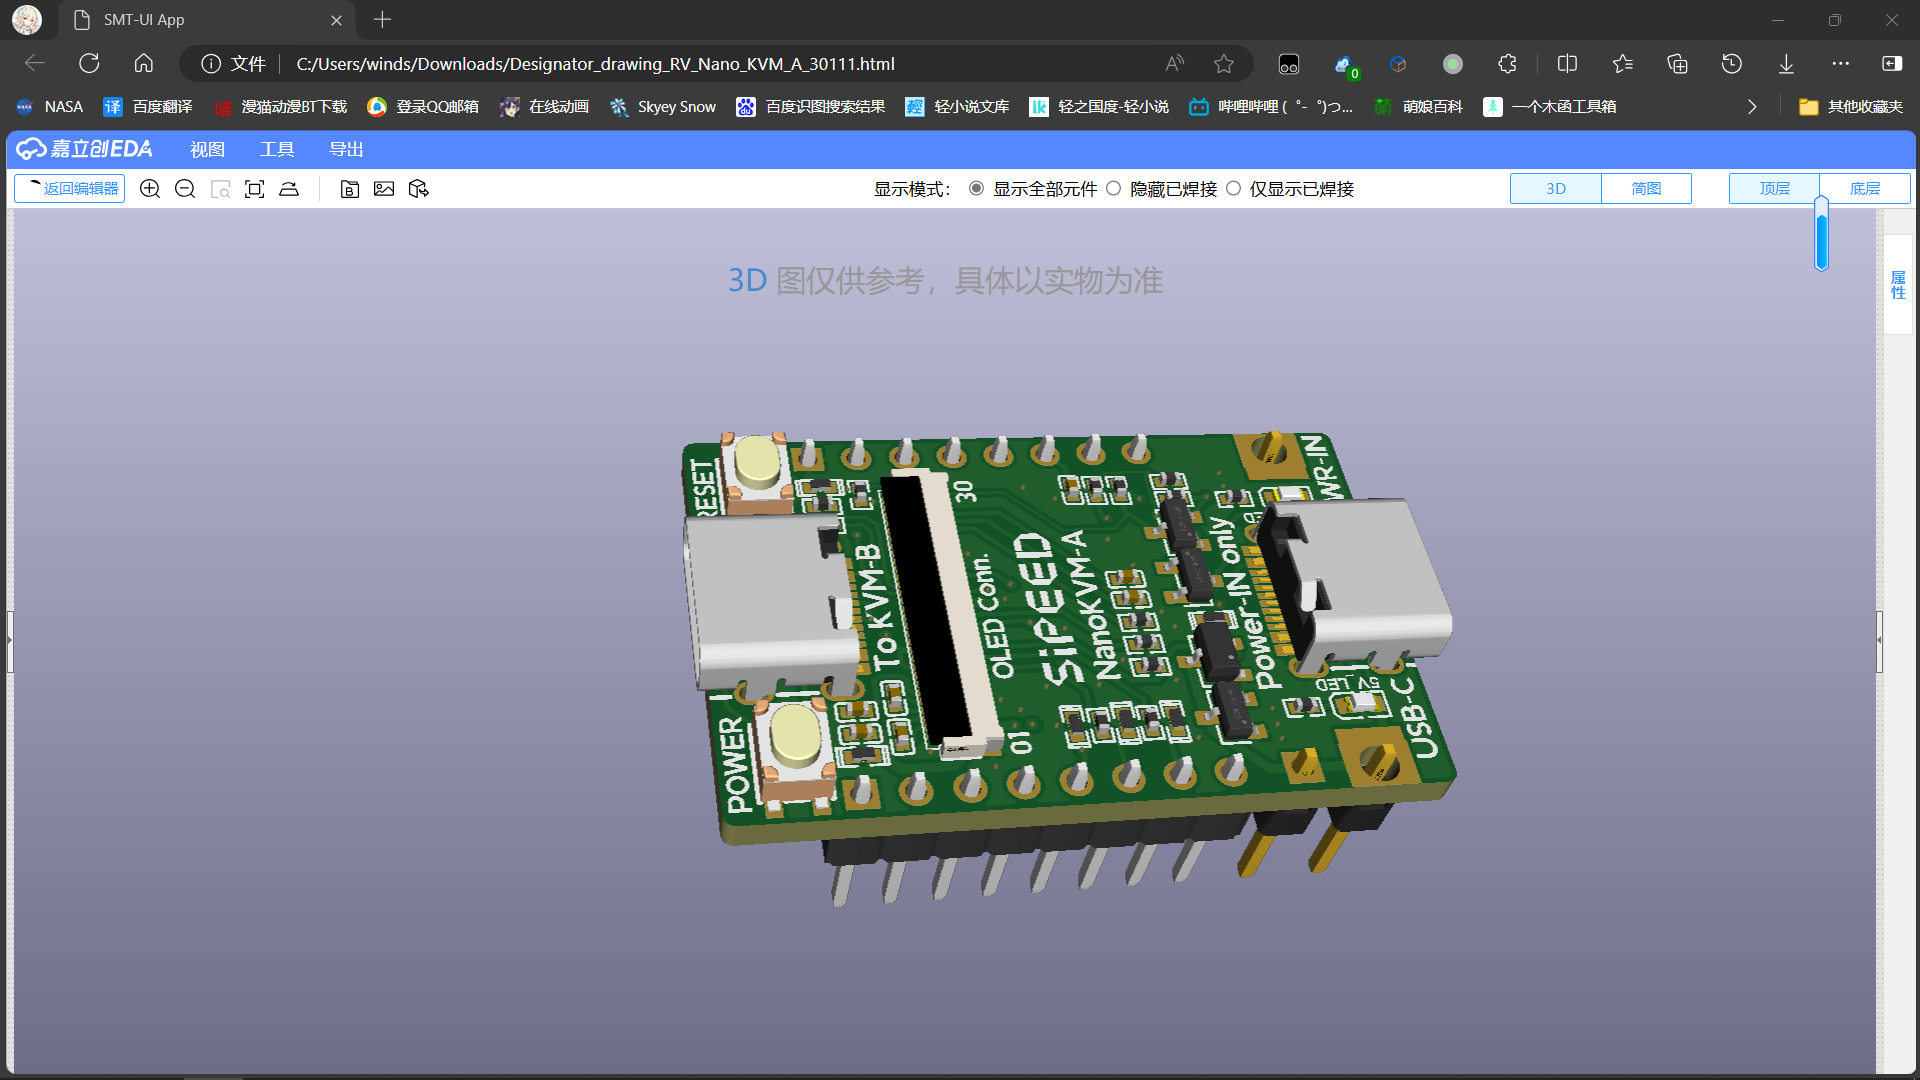 SMT-UI App
文件
C:/Users/winds/Downloads/Designator_drawing_RV_Nano_KVM_A_30111.html
0
NASA 百度翻译 漫猫动漫BT下载 登录QQ邮箱 在线动画 Skyey Snow 百度识图搜索结果 轻小说文库 轻之国度-轻小说 哔哩哔哩 ( ゜- ゜)つ... 萌娘百科 一个木函工具箱 其他收藏夹
嘉立创EDA 视图 工具 导出
返回编辑器 显示模式： 显示全部元件 隐藏已焊接 仅显示已焊接 3D 简图 顶层 底层
属性
3D 图仅供参考，具体以实物为准
RESET
POWER
To KVM-B
30
01
OLED Conn.
SiPEED
NanoKVM-A
Power-IN only
5V_LED
USB-C